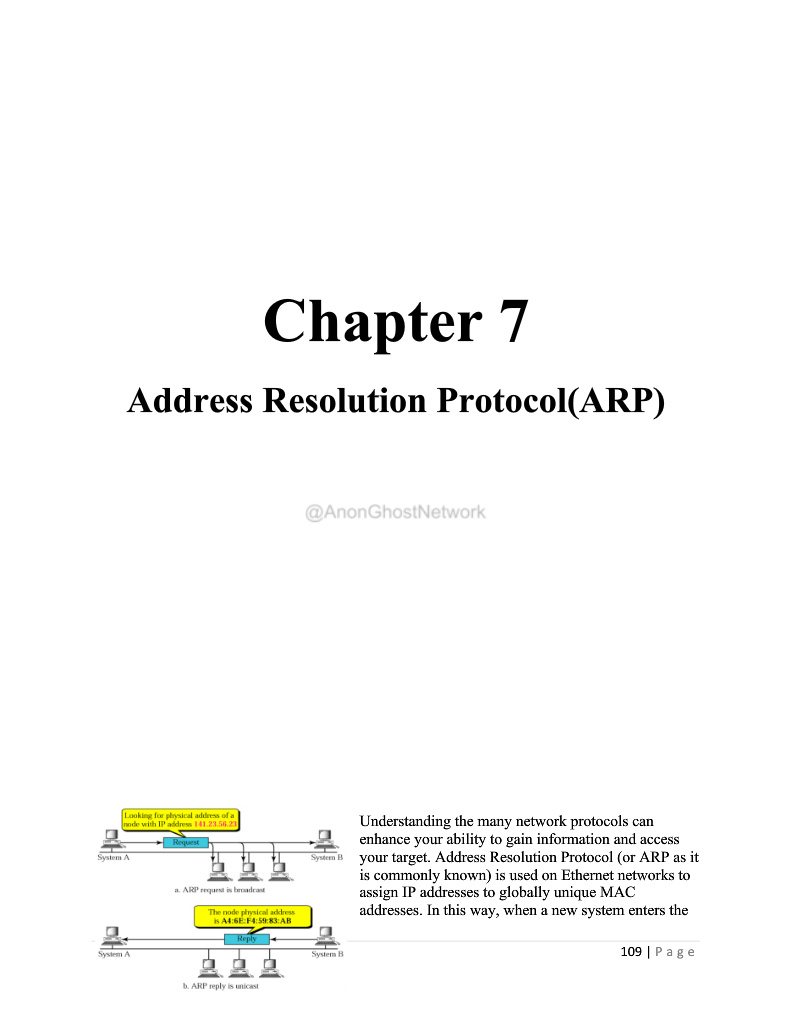 Chapter 7
Address Resolution Protocol(ARP)
@AnonGhostNetwork
Looking for physical address of a
node with IP address 141.23.56.23
Request
System A
System B
a. ARP request is broadcast
The node physical address
is A4:6E:F4:59:83:AB
Reply
System A
System B
b. ARP reply is unicast
Understanding the many network protocols can
enhance your ability to gain information and access
your target. Address Resolution Protocol (or ARP as it
is commonly known) is used on Ethernet networks to
assign IP addresses to globally unique MAC
addresses. In this way, when a new system enters the
109 | P a g e